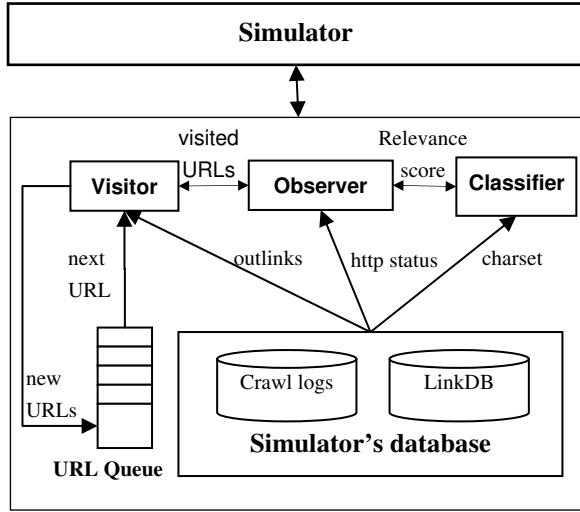 Simulator
visited
URLs
Relevance
score
Visitor
Observer
Classifier
next
URL
outlinks
http status
charset
new
URLs
Crawl logs
LinkDB
Simulator's database
URL Queue